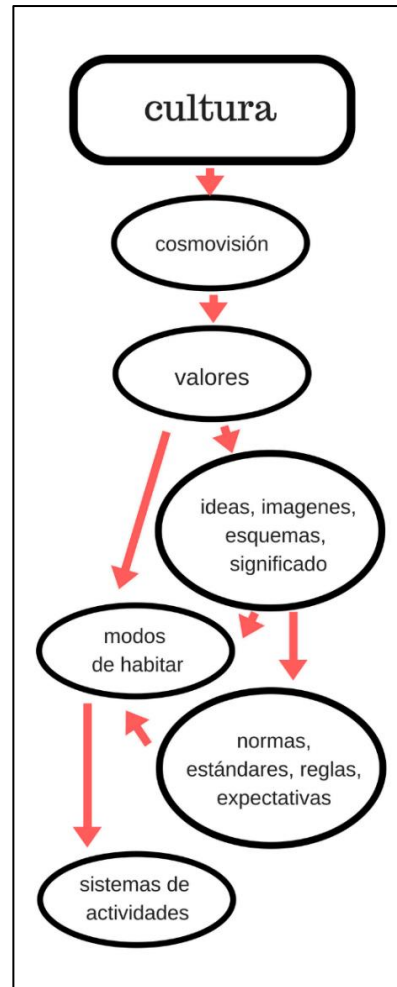 cultura
cosmovisión
valores
ideas, imagenes,
esquemas,
significado
modos
de habitar
normas,
estándares, reglas,
expectativas
sistemas de
actividades